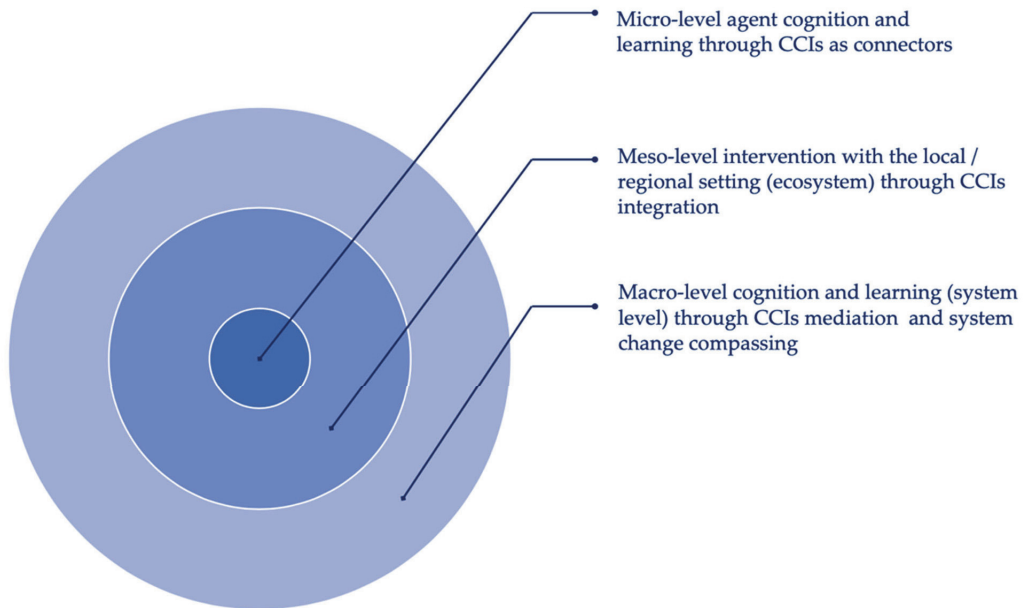 Micro-level agent cognition and
learning through CCIs as connectors
Meso-level intervention with the local /
regional setting (ecosystem) through CCIs
integration
Macro-level cognition and learning (system
level) through CCIs mediation and system
change compassing